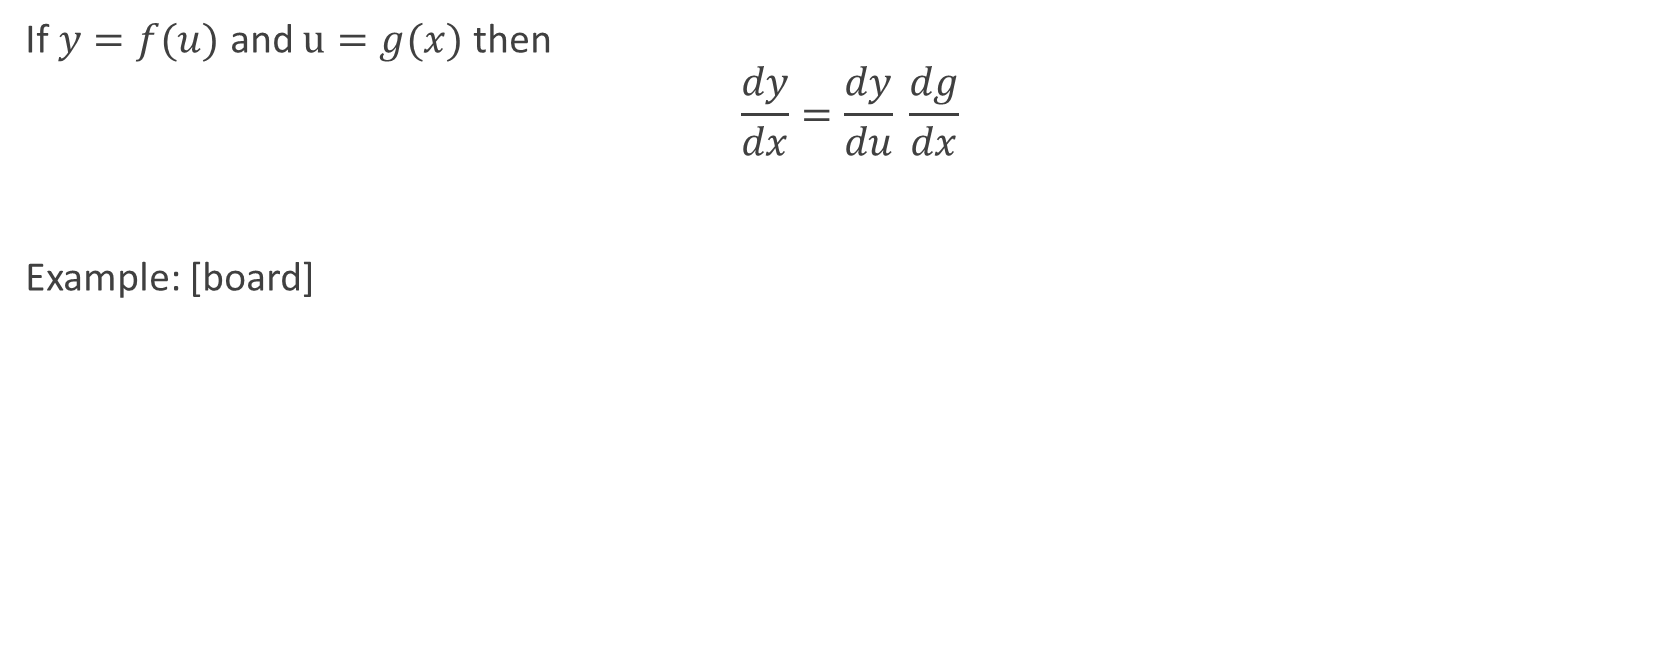 If y = f(u) and u = g(x) then
dy/dx = dy/du dg/dx
Example: [board]